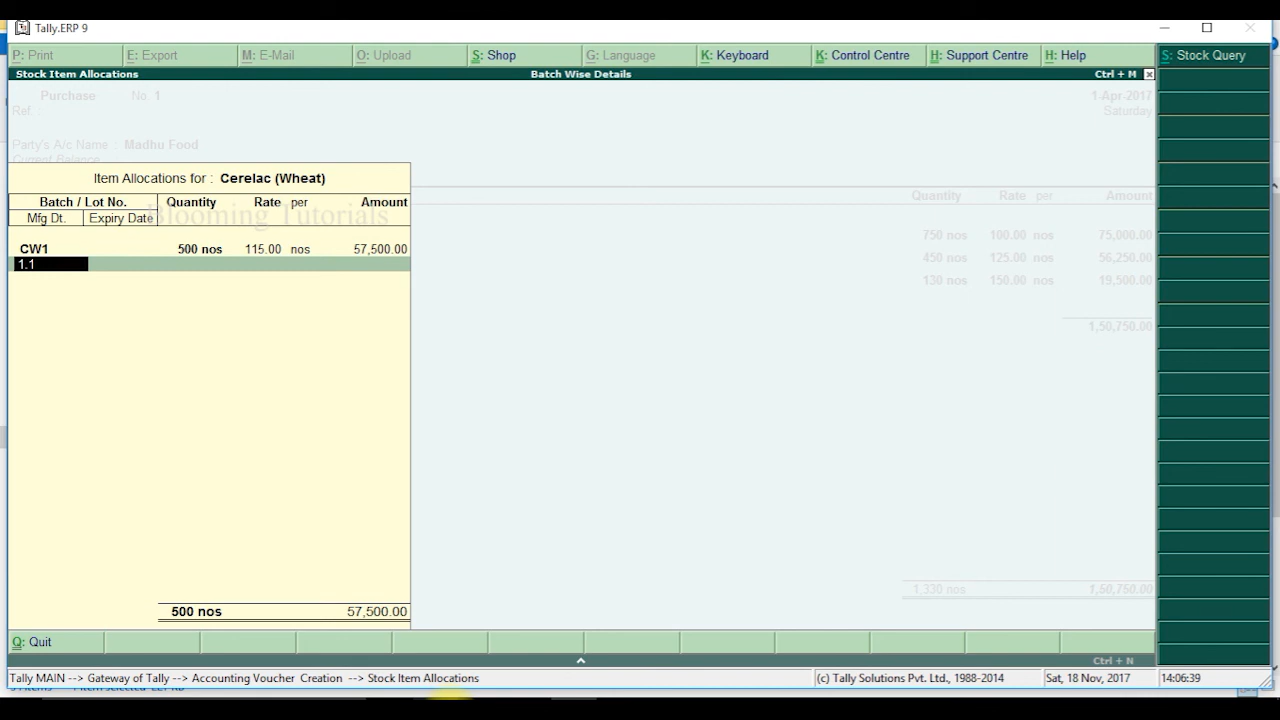 Tally.ERP 9
P: Print E: Export M: E-Mail O: Upload S: Shop G: Language K: Keyboard K: Control Centre H: Support Centre H: Help S: Stock Query
Stock Item Allocations Batch Wise Details Ctrl + M
Purchase No. 1 1-Apr-2017
Ref: Saturday
Party's A/c Name : Madhu Food
Current Balance
Item Allocations for : Cerelac (Wheat)
Batch / Lot No. Quantity Rate per Amount
Mfg Dt. Expiry Date
Blooming Tutorials
CW1 500 nos 115.00 nos 57,500.00
1.1
Quantity Rate per Amount
750 nos 100.00 nos 75,000.00
450 nos 125.00 nos 56,250.00
130 nos 150.00 nos 19,500.00
1,50,750.00
1,330 nos 1,50,750.00
500 nos 57,500.00
Q: Quit
Ctrl + N
Tally MAIN --> Gateway of Tally --> Accounting Voucher Creation --> Stock Item Allocations (c) Tally Solutions Pvt. Ltd., 1988-2014 Sat, 18 Nov, 2017 14:06:39